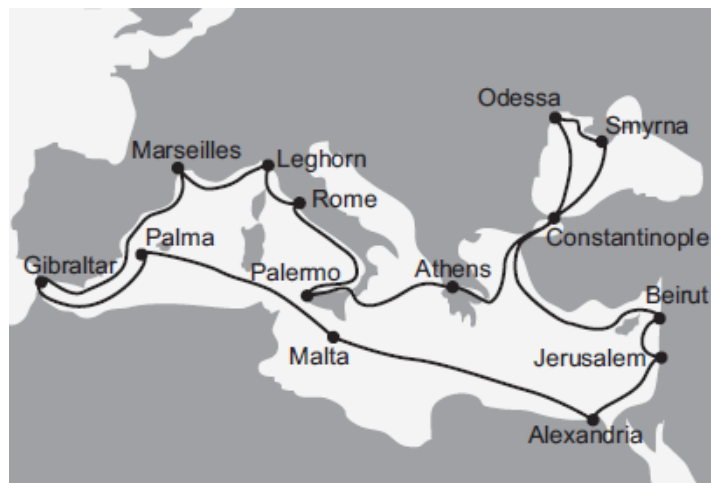 Odessa
Smyrna
Marseilles
Leghorn
Rome
Palma
Constantinople
Gibraltar
Palermo
Athens
Beirut
Malta
Jerusalem
Alexandria